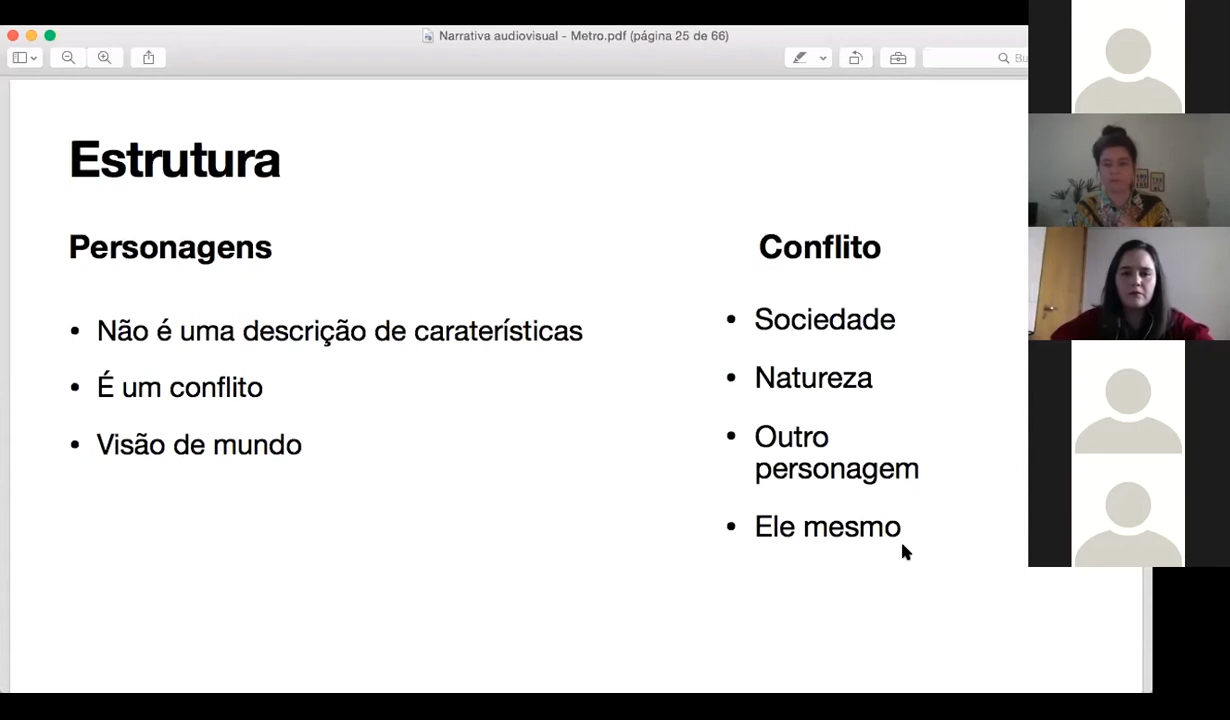 Narrativa audiovisual - Metro.pdf (página 25 de 66)
Bu
Estrutura
Personagens
• Não é uma descrição de caraterísticas
• É um conflito
• Visão de mundo
Conflito
• Sociedade
• Natureza
• Outro
personagem
• Ele mesmo